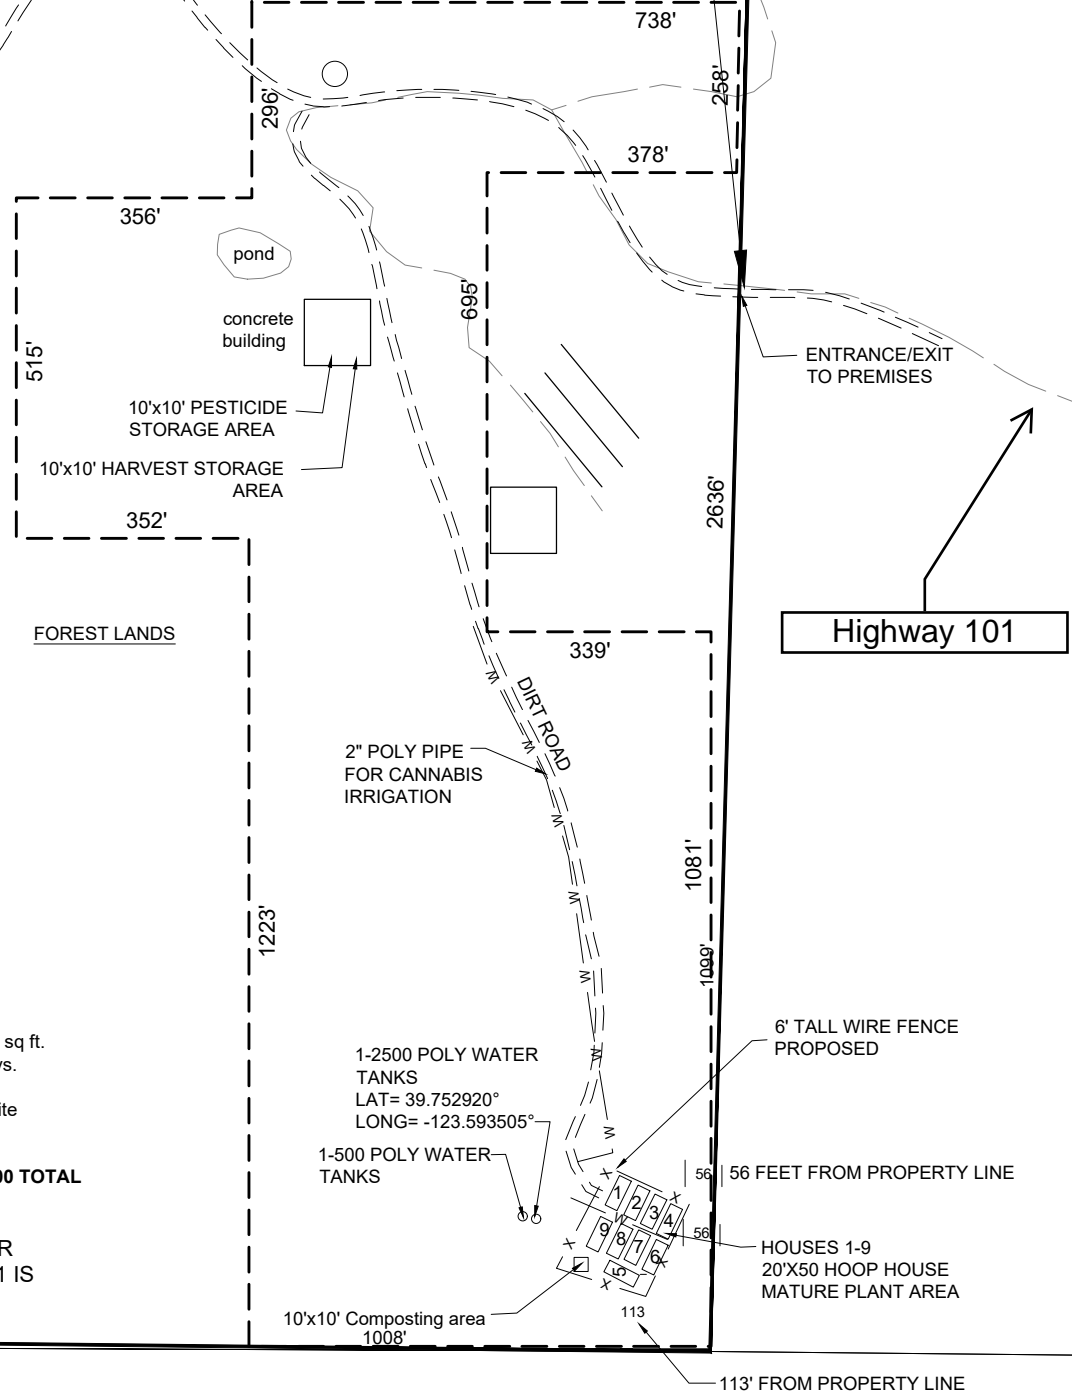 738'
258'
296'
378'
356'
pond
695'
concrete
building
515'
ENTRANCE/EXIT
TO PREMISES
10'x10' PESTICIDE
STORAGE AREA
10'x10' HARVEST STORAGE
AREA
352'
2636'
Highway 101
FOREST LANDS
339'
W
DIRT ROAD
W
2" POLY PIPE
FOR CANNABIS
IRRIGATION
W
1081'
W
1223'
1099'
W
6' TALL WIRE FENCE
PROPOSED
sq ft.
W
1-2500 POLY WATER
TANKS
LAT= 39.752920°
LONG= -123.593505°
W
1-500 POLY WATER
TANKS
00 TOTAL
56
56 FEET FROM PROPERTY LINE
X
1
2
3
4
X
W
9
8
7
6
X
X
5
X
56
HOUSES 1-9
20'X50 HOOP HOUSE
MATURE PLANT AREA
R
1 IS
10'x10' Composting area
1008'
113
113' FROM PROPERTY LINE